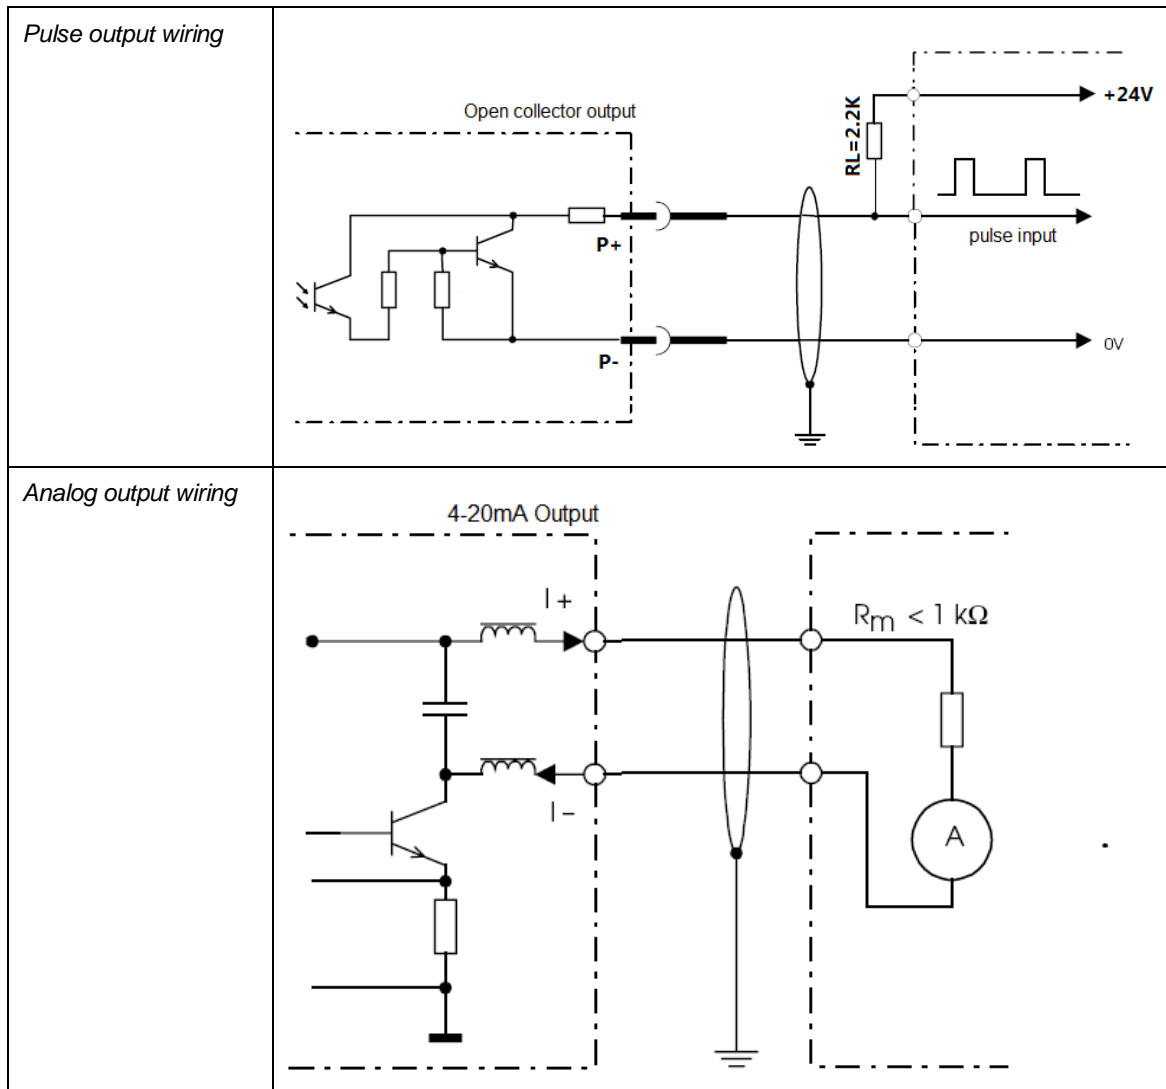 Pulse output wiring
Open collector output
+24V
RL=2.2K
P+
pulse input
P-
0V
Analog output wiring
4-20mA Output
I +
Rm < 1 kΩ
I -
A